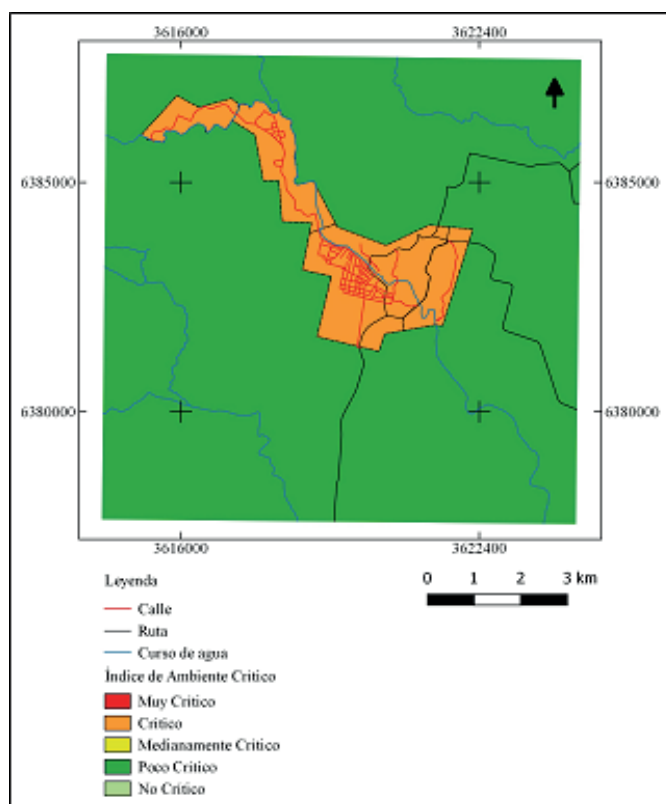 3616000 3622400
6385000 6385000
6380000 6380000
3616000 3622400
Leyenda
0 1 2 3 km
Calle
Ruta
Curso de agua
Índice de Ambiente Crítico
Muy Crítico
Crítico
Medianamente Crítico
Poco Crítico
No Crítico